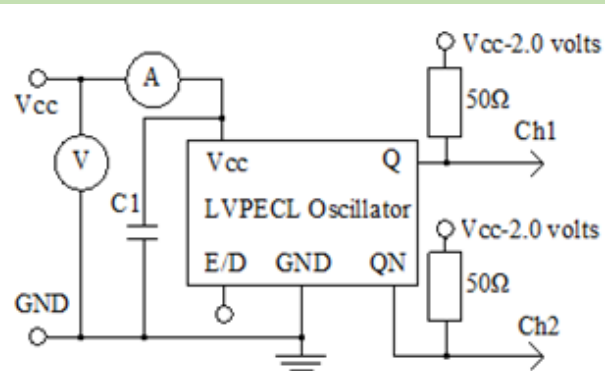 Vcc-2.0 volts
A
Vcc
50Ω
Ch1
V
Vcc Q
C1
LVPECL Oscillator
Vcc-2.0 volts
E/D GND QN
50Ω
GND
Ch2